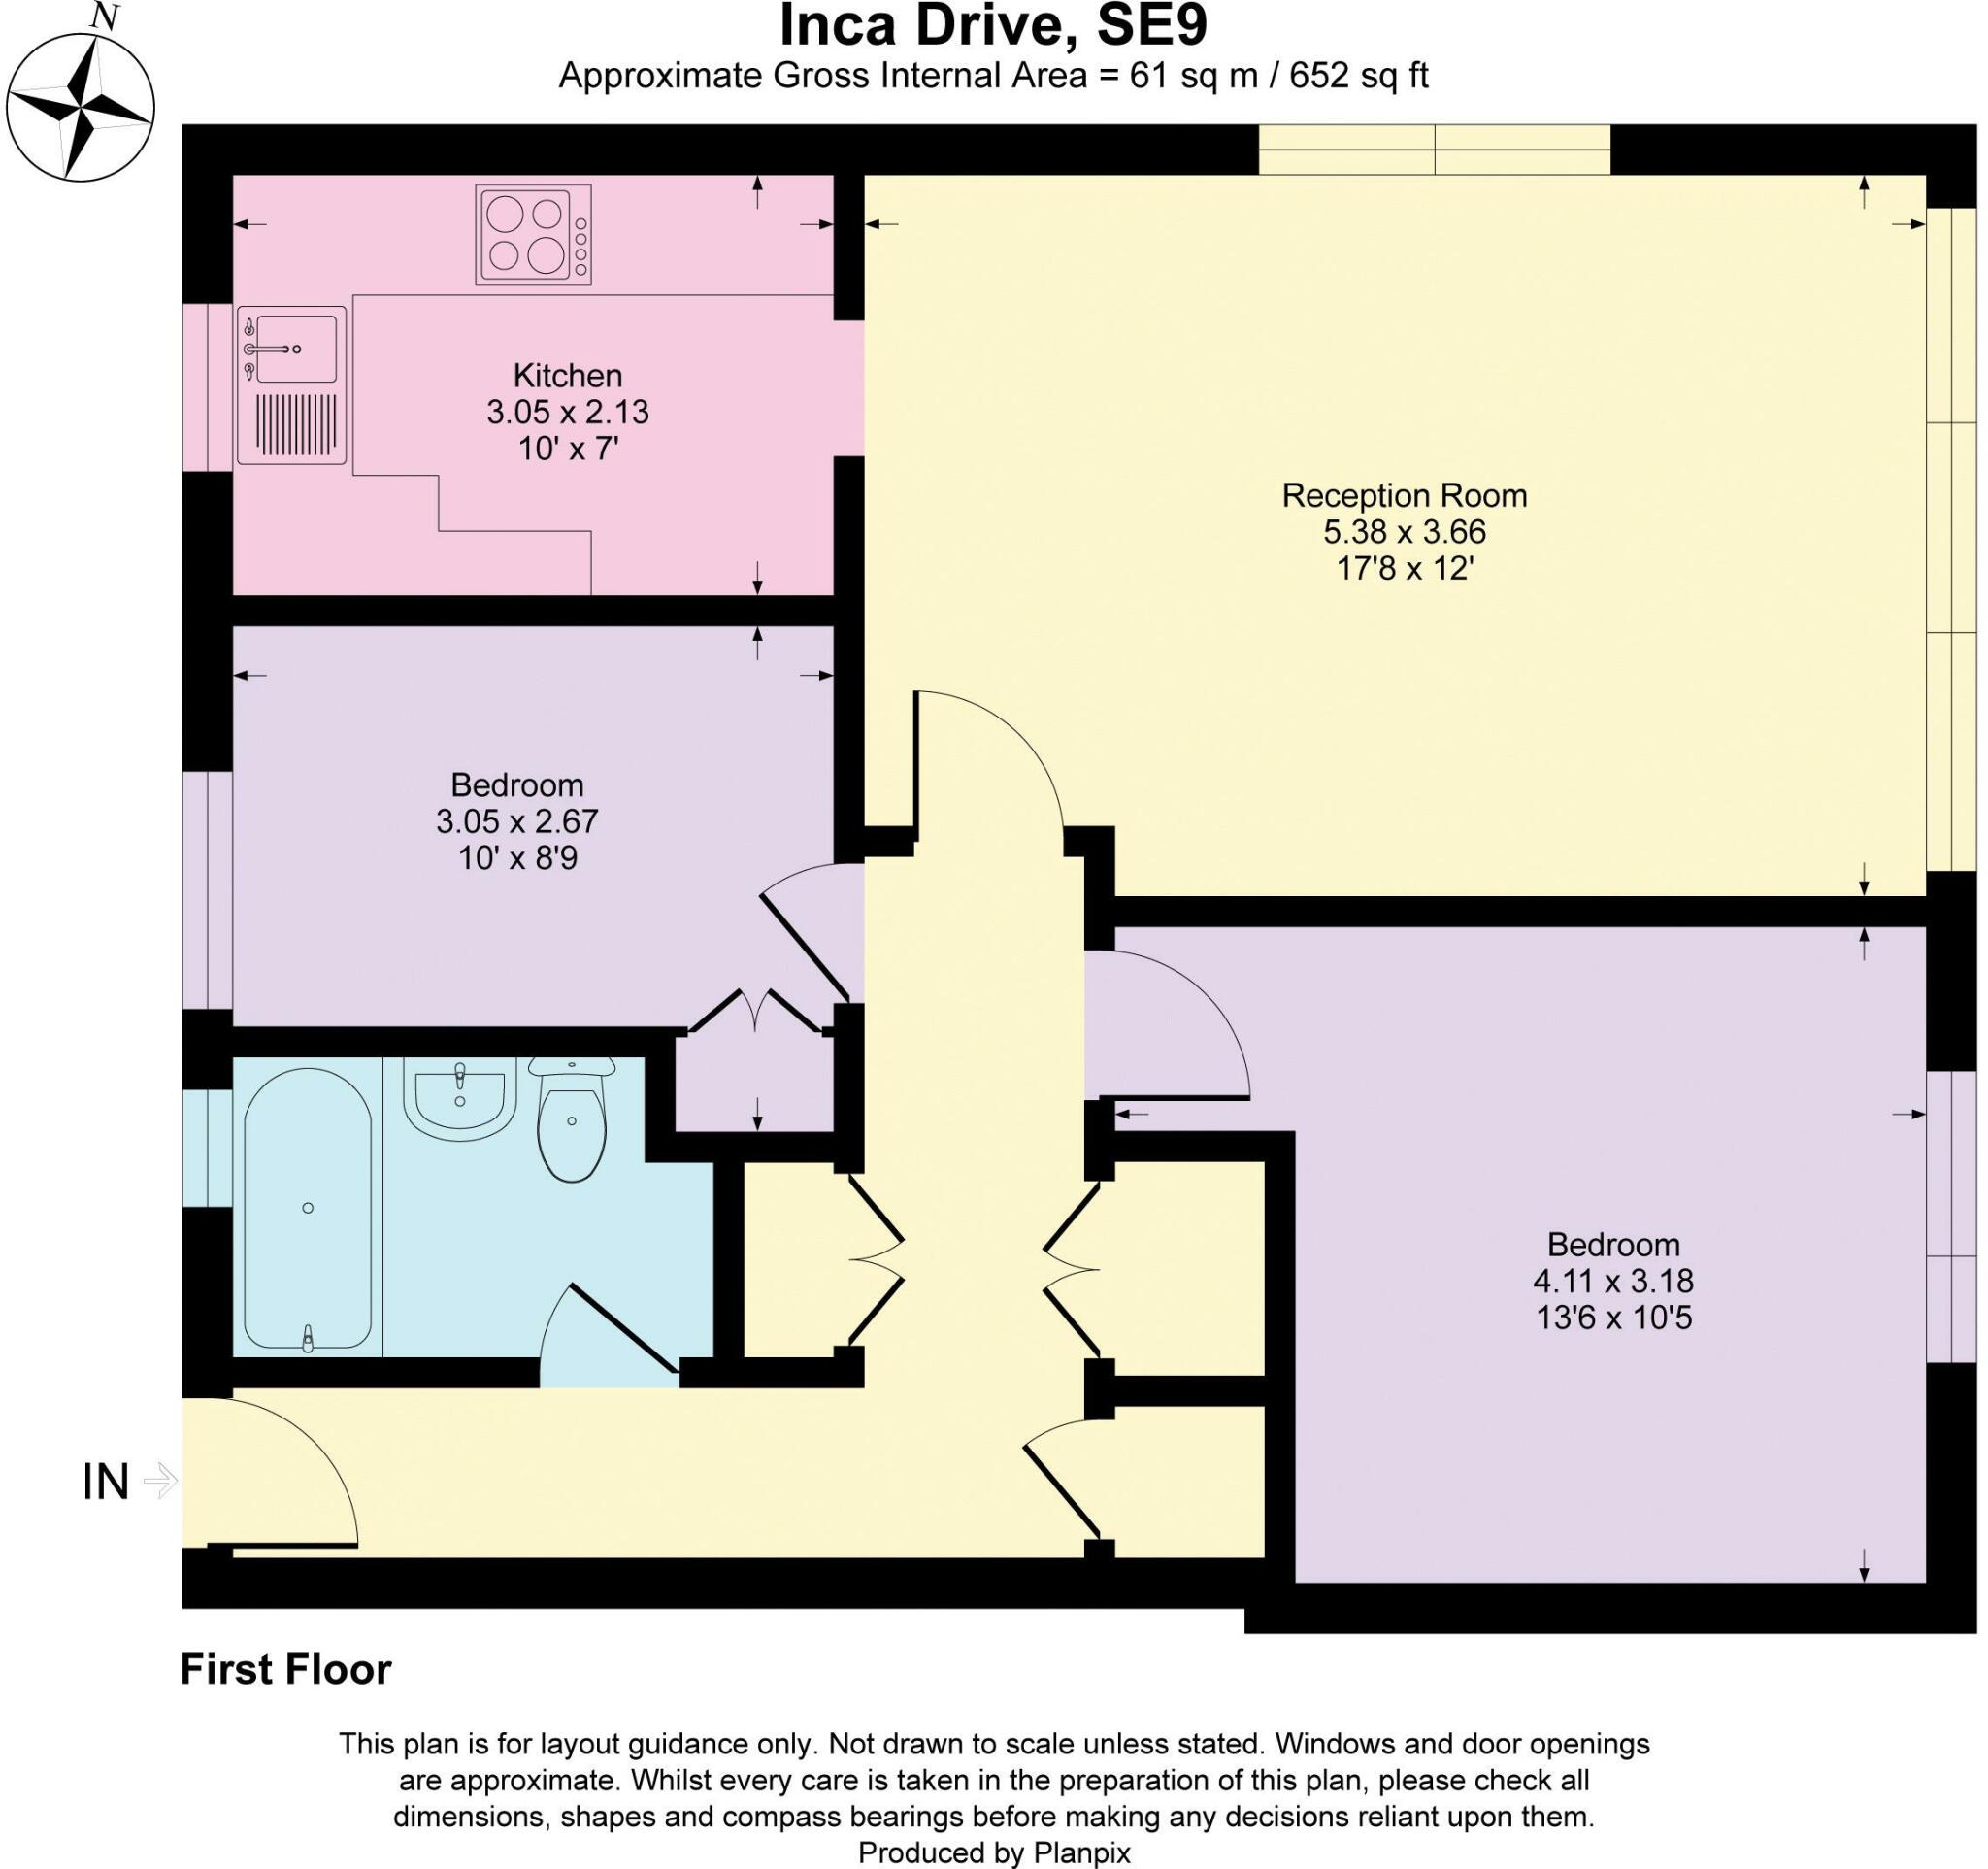 N
Inca Drive, SE9
Approximate Gross Internal Area = 61 sq m / 652 sq ft
Kitchen
3.05 x 2.13
10' x 7'
Reception Room
5.38 x 3.66
17'8 x 12'
Bedroom
3.05 x 2.67
10' x 8'9
Bedroom
4.11 x 3.18
13'6 x 10'5
IN
First Floor
This plan is for layout guidance only. Not drawn to scale unless stated. Windows and door openings
are approximate. Whilst every care is taken in the preparation of this plan, please check all
dimensions, shapes and compass bearings before making any decisions reliant upon them.
Produced by Planpix